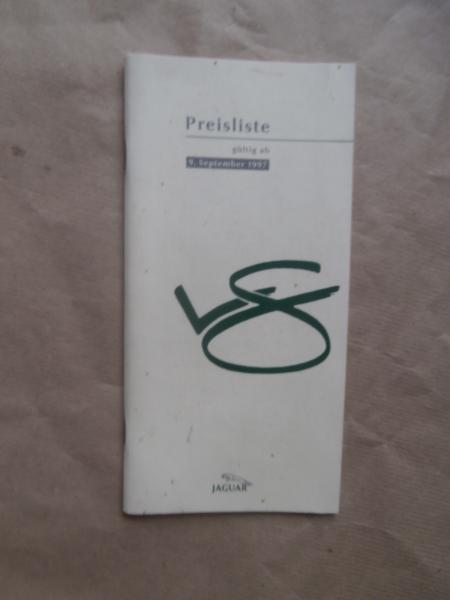 Preisliste
gültig ab
9. September 1997
V8
JAGUAR